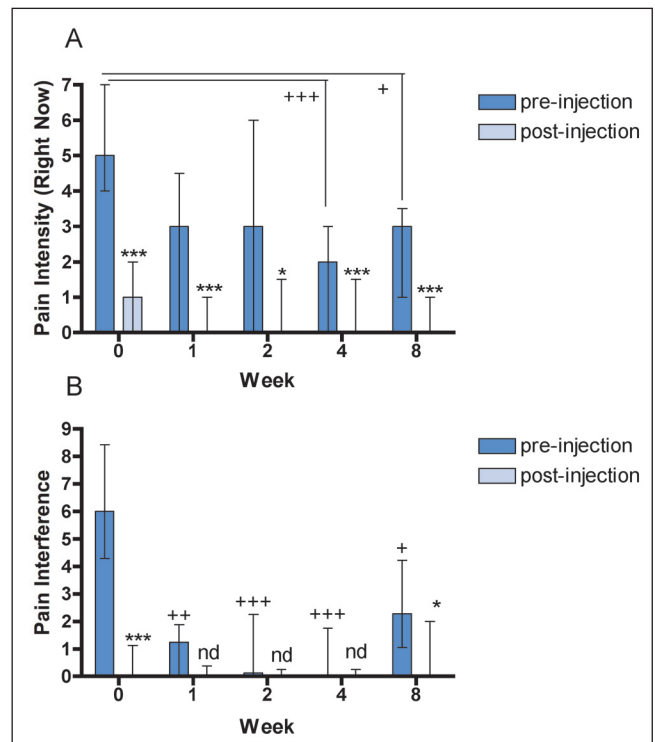 A
+++
+
pre-injection
post-injection
Pain Intensity (Right Now)
7
6
5
4
3
2
1
0
***
***
*
***
***
0 1 2 4 8
Week
B
pre-injection
post-injection
Pain Interference
9
8
7
6
5
4
3
2
1
0
***
++
nd
+++
nd
+++
nd
+
*
0 1 2 4 8
Week